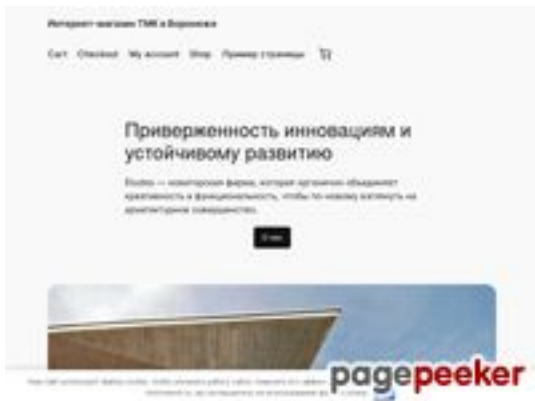 Интернет-магазин ТМК в Воронеже
Cart Checkout My account Shop Пример страницы
Приверженность инновациям и
устойчивому развитию
Études — новаторская фирма, которая органично объединяет
креативность и функциональность, чтобы по-новому взглянуть на
архитектурное совершенство.
О нас
pagepeeker